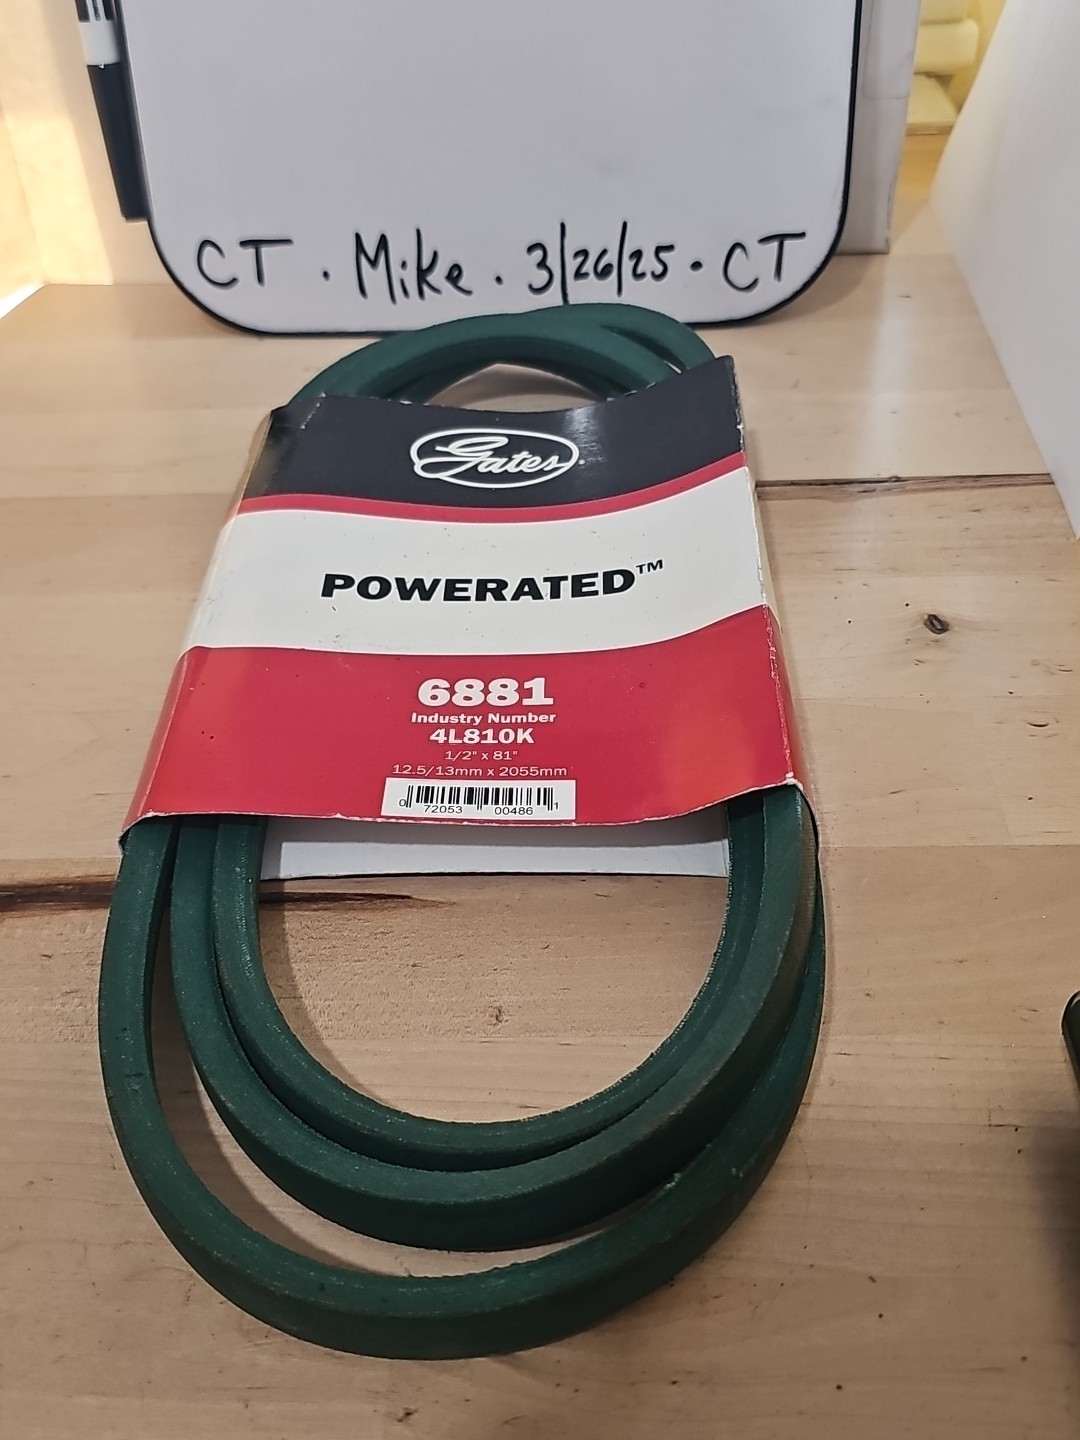 CT · Mike · 3/26/25 · CT
Gates
POWERATED™
6881
Industry Number
4L810K
1/2" x 81"
12.5/13mm x 2055mm
0 72053 00486 1